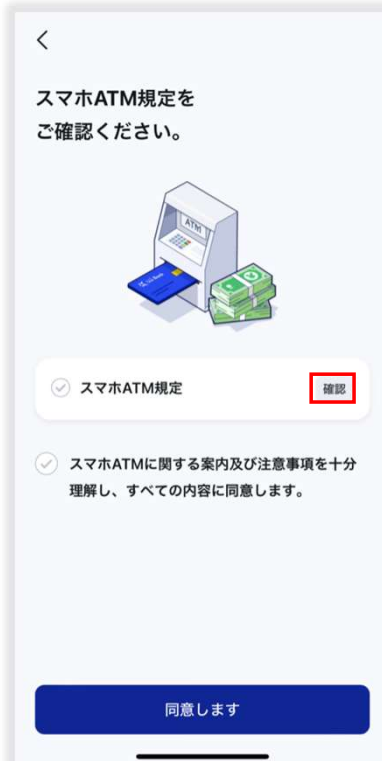 スマホATM規定を
ご確認ください。
ATM
スマホATM規定
確認
スマホATMに関する案内及び注意事項を十分
理解し、すべての内容に同意します。
同意します